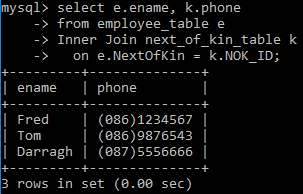 mysql> select e.ename, k.phone
    -> from employee_table e
    -> Inner Join next_of_kin_table k
    ->   on e.NextOfKin = k.NOK_ID;
+---------+--------------+
| ename   | phone        |
+---------+--------------+
| Fred    | (086)1234567 |
| Tom     | (086)9876543 |
| Darragh | (087)5556666 |
+---------+--------------+
3 rows in set (0.00 sec)